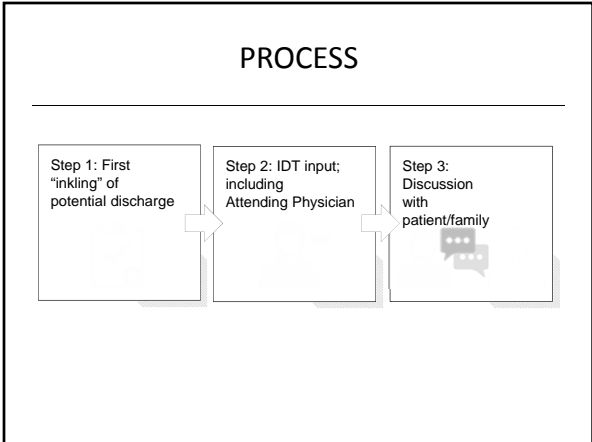 PROCESS
Step 1: First
“inkling” of
potential discharge
Step 2: IDT input;
including
Attending Physician
Step 3:
Discussion
with
patient/family